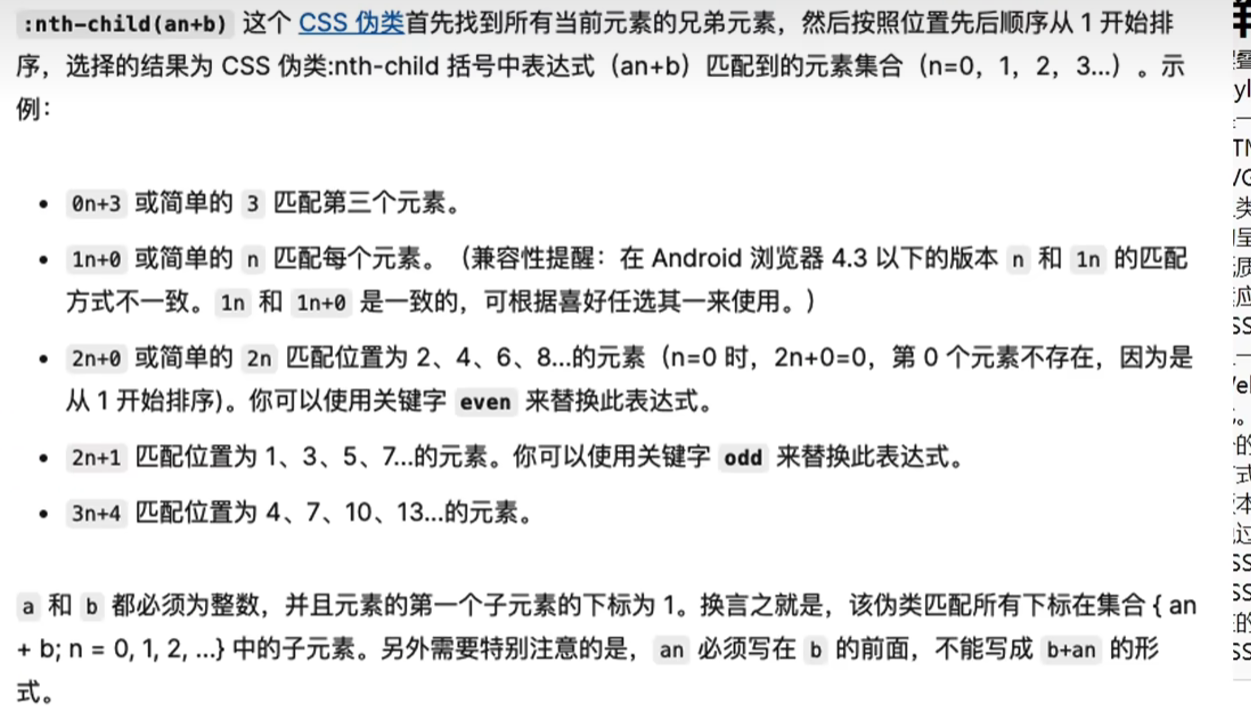 :nth-child(an+b) 这个 CSS 伪类首先找到所有当前元素的兄弟元素，然后按照位置先后顺序从 1 开始排
序，选择的结果为 CSS 伪类:nth-child 括号中表达式（an+b）匹配到的元素集合（n=0，1，2，3...）。示
例：
• 0n+3 或简单的 3 匹配第三个元素。
• 1n+0 或简单的 n 匹配每个元素。（兼容性提醒：在 Android 浏览器 4.3 以下的版本 n 和 1n 的匹配
方式不一致。1n 和 1n+0 是一致的，可根据喜好任选其一来使用。）
• 2n+0 或简单的 2n 匹配位置为 2、4、6、8...的元素（n=0 时，2n+0=0，第 0 个元素不存在，因为是
从 1 开始排序)。你可以使用关键字 even 来替换此表达式。
• 2n+1 匹配位置为 1、3、5、7...的元素。你可以使用关键字 odd 来替换此表达式。
• 3n+4 匹配位置为 4、7、10、13...的元素。
a 和 b 都必须为整数，并且元素的第一个子元素的下标为 1。换言之就是，该伪类匹配所有下标在集合 { an
+ b; n = 0, 1, 2, ...} 中的子元素。另外需要特别注意的是，an 必须写在 b 的前面，不能写成 b+an 的形
式。